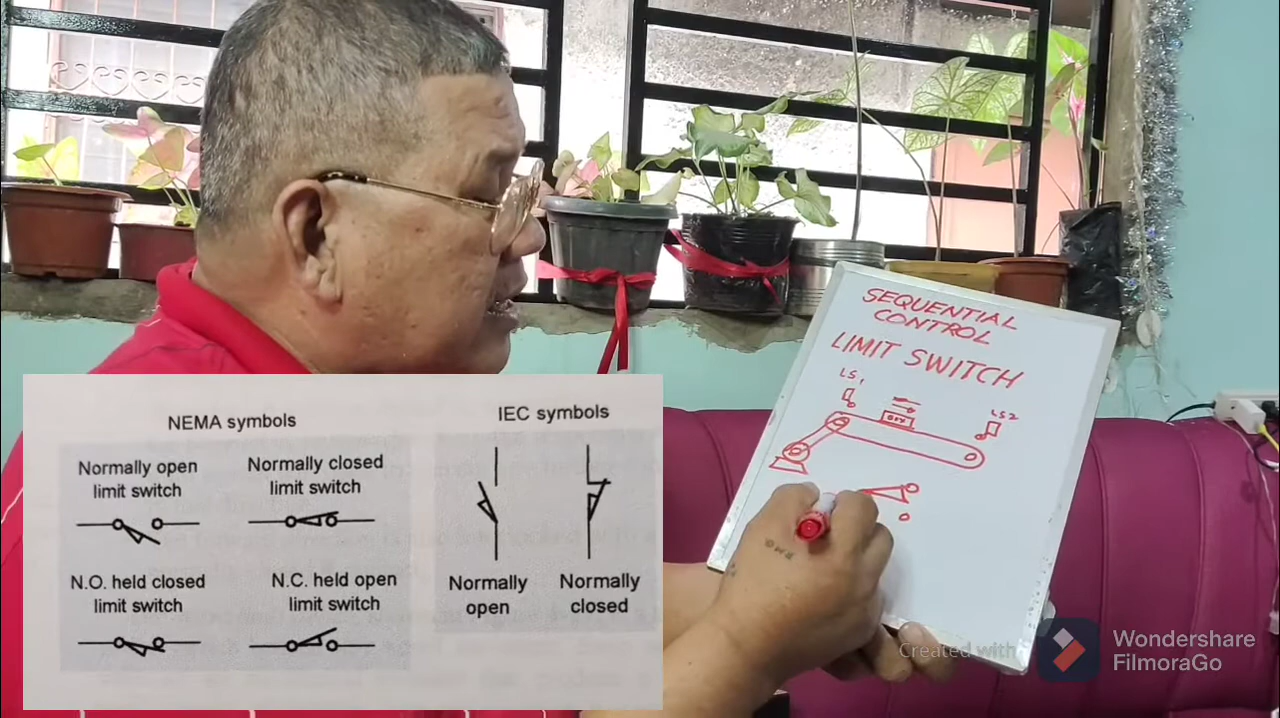 SEQUENTIAL
CONTROL
LIMIT SWITCH
LS1
LS2
NEMA symbols
IEC symbols
Normally open
limit switch
Normally closed
limit switch
N.O. held closed
limit switch
N.C. held open
limit switch
Normally
open
Normally
closed
Created with
Wondershare
FilmoraGo